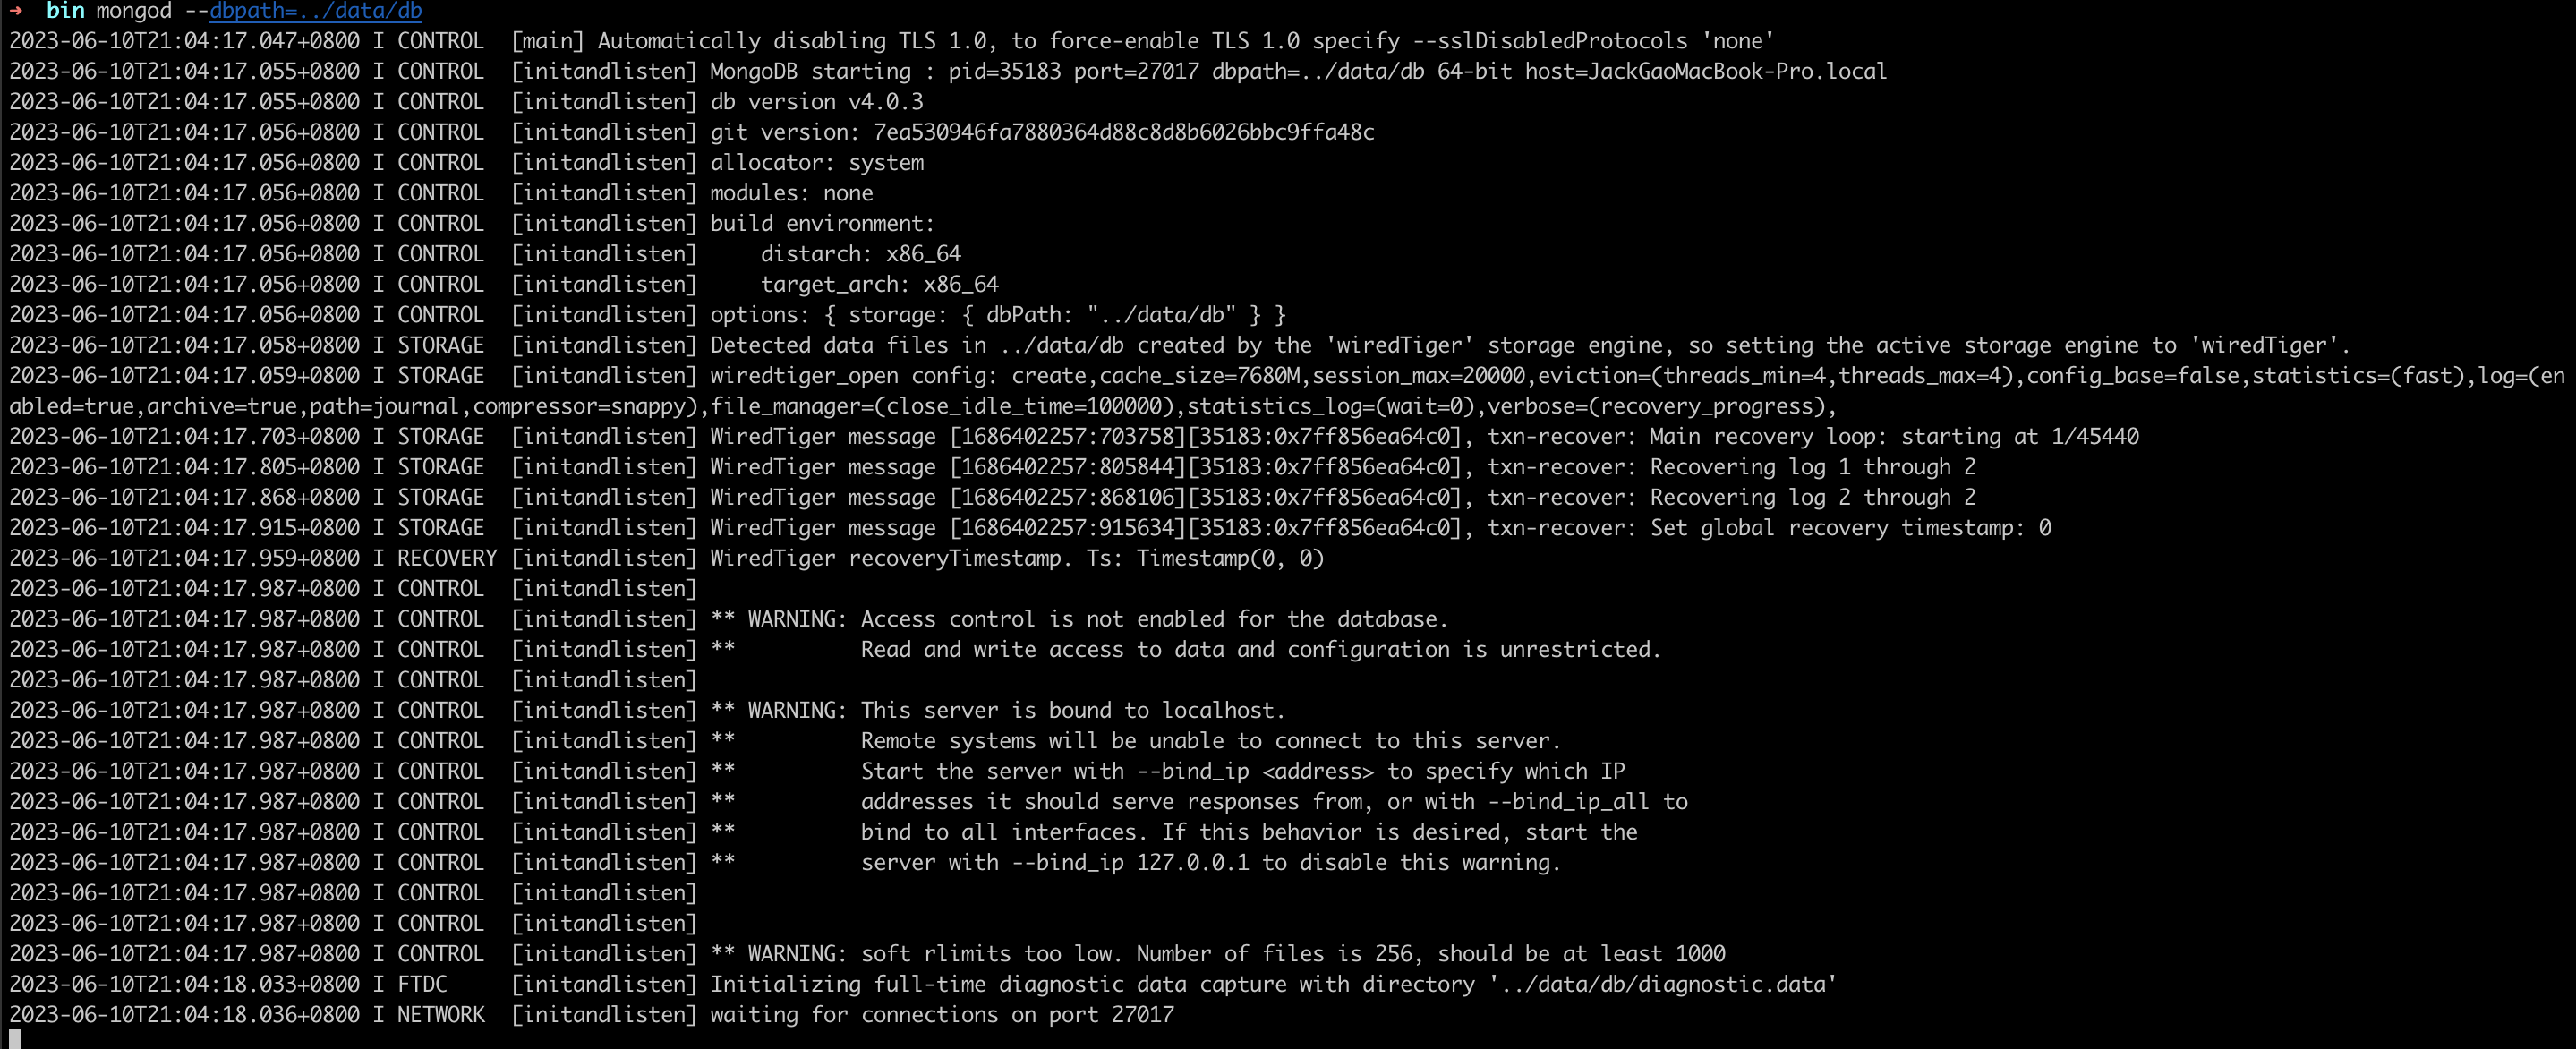 ➜  bin mongod --dbpath=../data/db
2023-06-10T21:04:17.047+0800 I CONTROL  [main] Automatically disabling TLS 1.0, to force-enable TLS 1.0 specify --sslDisabledProtocols 'none'
2023-06-10T21:04:17.055+0800 I CONTROL  [initandlisten] MongoDB starting : pid=35183 port=27017 dbpath=../data/db 64-bit host=JackGaoMacBook-Pro.local
2023-06-10T21:04:17.055+0800 I CONTROL  [initandlisten] db version v4.0.3
2023-06-10T21:04:17.056+0800 I CONTROL  [initandlisten] git version: 7ea530946fa7880364d88c8d8b6026bbc9ffa48c
2023-06-10T21:04:17.056+0800 I CONTROL  [initandlisten] allocator: system
2023-06-10T21:04:17.056+0800 I CONTROL  [initandlisten] modules: none
2023-06-10T21:04:17.056+0800 I CONTROL  [initandlisten] build environment:
2023-06-10T21:04:17.056+0800 I CONTROL  [initandlisten]     distarch: x86_64
2023-06-10T21:04:17.056+0800 I CONTROL  [initandlisten]     target_arch: x86_64
2023-06-10T21:04:17.056+0800 I CONTROL  [initandlisten] options: { storage: { dbPath: "../data/db" } }
2023-06-10T21:04:17.058+0800 I STORAGE  [initandlisten] Detected data files in ../data/db created by the 'wiredTiger' storage engine, so setting the active storage engine to 'wiredTiger'.
2023-06-10T21:04:17.059+0800 I STORAGE  [initandlisten] wiredtiger_open config: create,cache_size=7680M,session_max=20000,eviction=(threads_min=4,threads_max=4),config_base=false,statistics=(fast),log=(en
abled=true,archive=true,path=journal,compressor=snappy),file_manager=(close_idle_time=100000),statistics_log=(wait=0),verbose=(recovery_progress),
2023-06-10T21:04:17.703+0800 I STORAGE  [initandlisten] WiredTiger message [1686402257:703758][35183:0x7ff856ea64c0], txn-recover: Main recovery loop: starting at 1/45440
2023-06-10T21:04:17.805+0800 I STORAGE  [initandlisten] WiredTiger message [1686402257:805844][35183:0x7ff856ea64c0], txn-recover: Recovering log 1 through 2
2023-06-10T21:04:17.868+0800 I STORAGE  [initandlisten] WiredTiger message [1686402257:868106][35183:0x7ff856ea64c0], txn-recover: Recovering log 2 through 2
2023-06-10T21:04:17.915+0800 I STORAGE  [initandlisten] WiredTiger message [1686402257:915634][35183:0x7ff856ea64c0], txn-recover: Set global recovery timestamp: 0
2023-06-10T21:04:17.959+0800 I RECOVERY [initandlisten] WiredTiger recoveryTimestamp. Ts: Timestamp(0, 0)
2023-06-10T21:04:17.987+0800 I CONTROL  [initandlisten]
2023-06-10T21:04:17.987+0800 I CONTROL  [initandlisten] ** WARNING: Access control is not enabled for the database.
2023-06-10T21:04:17.987+0800 I CONTROL  [initandlisten] **          Read and write access to data and configuration is unrestricted.
2023-06-10T21:04:17.987+0800 I CONTROL  [initandlisten]
2023-06-10T21:04:17.987+0800 I CONTROL  [initandlisten] ** WARNING: This server is bound to localhost.
2023-06-10T21:04:17.987+0800 I CONTROL  [initandlisten] **          Remote systems will be unable to connect to this server.
2023-06-10T21:04:17.987+0800 I CONTROL  [initandlisten] **          Start the server with --bind_ip <address> to specify which IP
2023-06-10T21:04:17.987+0800 I CONTROL  [initandlisten] **          addresses it should serve responses from, or with --bind_ip_all to
2023-06-10T21:04:17.987+0800 I CONTROL  [initandlisten] **          bind to all interfaces. If this behavior is desired, start the
2023-06-10T21:04:17.987+0800 I CONTROL  [initandlisten] **          server with --bind_ip 127.0.0.1 to disable this warning.
2023-06-10T21:04:17.987+0800 I CONTROL  [initandlisten]
2023-06-10T21:04:17.987+0800 I CONTROL  [initandlisten]
2023-06-10T21:04:17.987+0800 I CONTROL  [initandlisten] ** WARNING: soft rlimits too low. Number of files is 256, should be at least 1000
2023-06-10T21:04:18.033+0800 I FTDC     [initandlisten] Initializing full-time diagnostic data capture with directory '../data/db/diagnostic.data'
2023-06-10T21:04:18.036+0800 I NETWORK  [initandlisten] waiting for connections on port 27017